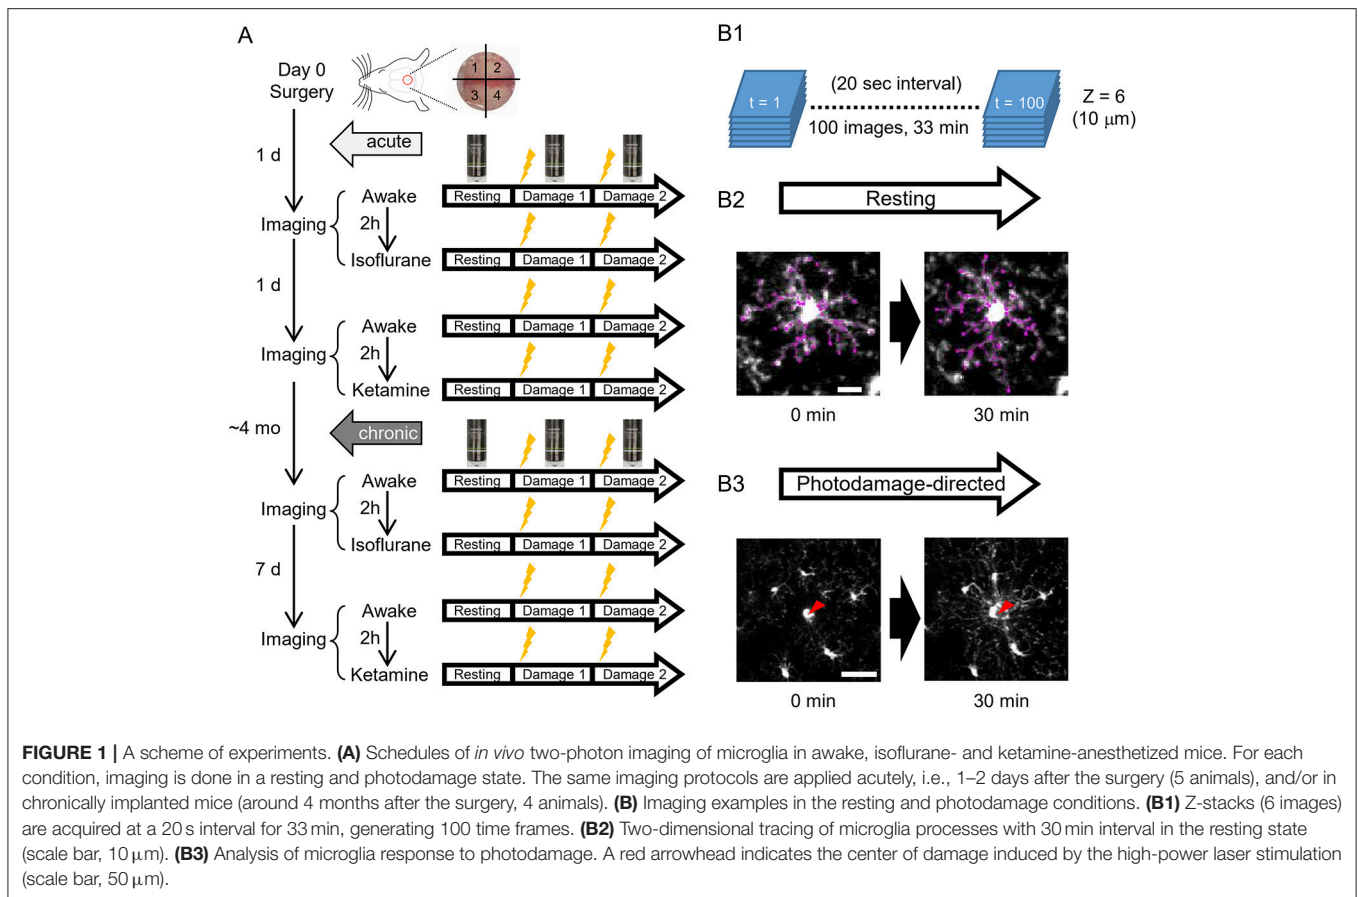 A
Day 0
Surgery
1 2
3 4
acute
1 d
Imaging
Awake
2h
Isoflurane
Resting Damage 1 Damage 2
Resting Damage 1 Damage 2
1 d
Imaging
Awake
2h
Ketamine
Resting Damage 1 Damage 2
Resting Damage 1 Damage 2
~4 mo
chronic
Imaging
Awake
2h
Isoflurane
Resting Damage 1 Damage 2
Resting Damage 1 Damage 2
7 d
Imaging
Awake
2h
Ketamine
Resting Damage 1 Damage 2
Resting Damage 1 Damage 2
B1
t = 1
(20 sec interval)
100 images, 33 min
t = 100
Z = 6
(10 μm)
B2
Resting
0 min
30 min
B3
Photodamage-directed
0 min
30 min
FIGURE 1 | A scheme of experiments. (A) Schedules of in vivo two-photon imaging of microglia in awake, isoflurane- and ketamine-anesthetized mice. For each
condition, imaging is done in a resting and photodamage state. The same imaging protocols are applied acutely, i.e., 1–2 days after the surgery (5 animals), and/or in
chronically implanted mice (around 4 months after the surgery, 4 animals). (B) Imaging examples in the resting and photodamage conditions. (B1) Z-stacks (6 images)
are acquired at a 20 s interval for 33 min, generating 100 time frames. (B2) Two-dimensional tracing of microglia processes with 30 min interval in the resting state
(scale bar, 10 μm). (B3) Analysis of microglia response to photodamage. A red arrowhead indicates the center of damage induced by the high-power laser stimulation
(scale bar, 50 μm).